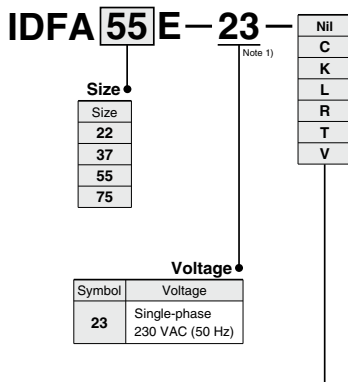 IDFA 55 E — 23 —
Note 1)
Nil
C
K
L
R
T
V
Size
Size
22
37
55
75
Voltage
Symbol Voltage
23 Single-phase
230 VAC (50 Hz)